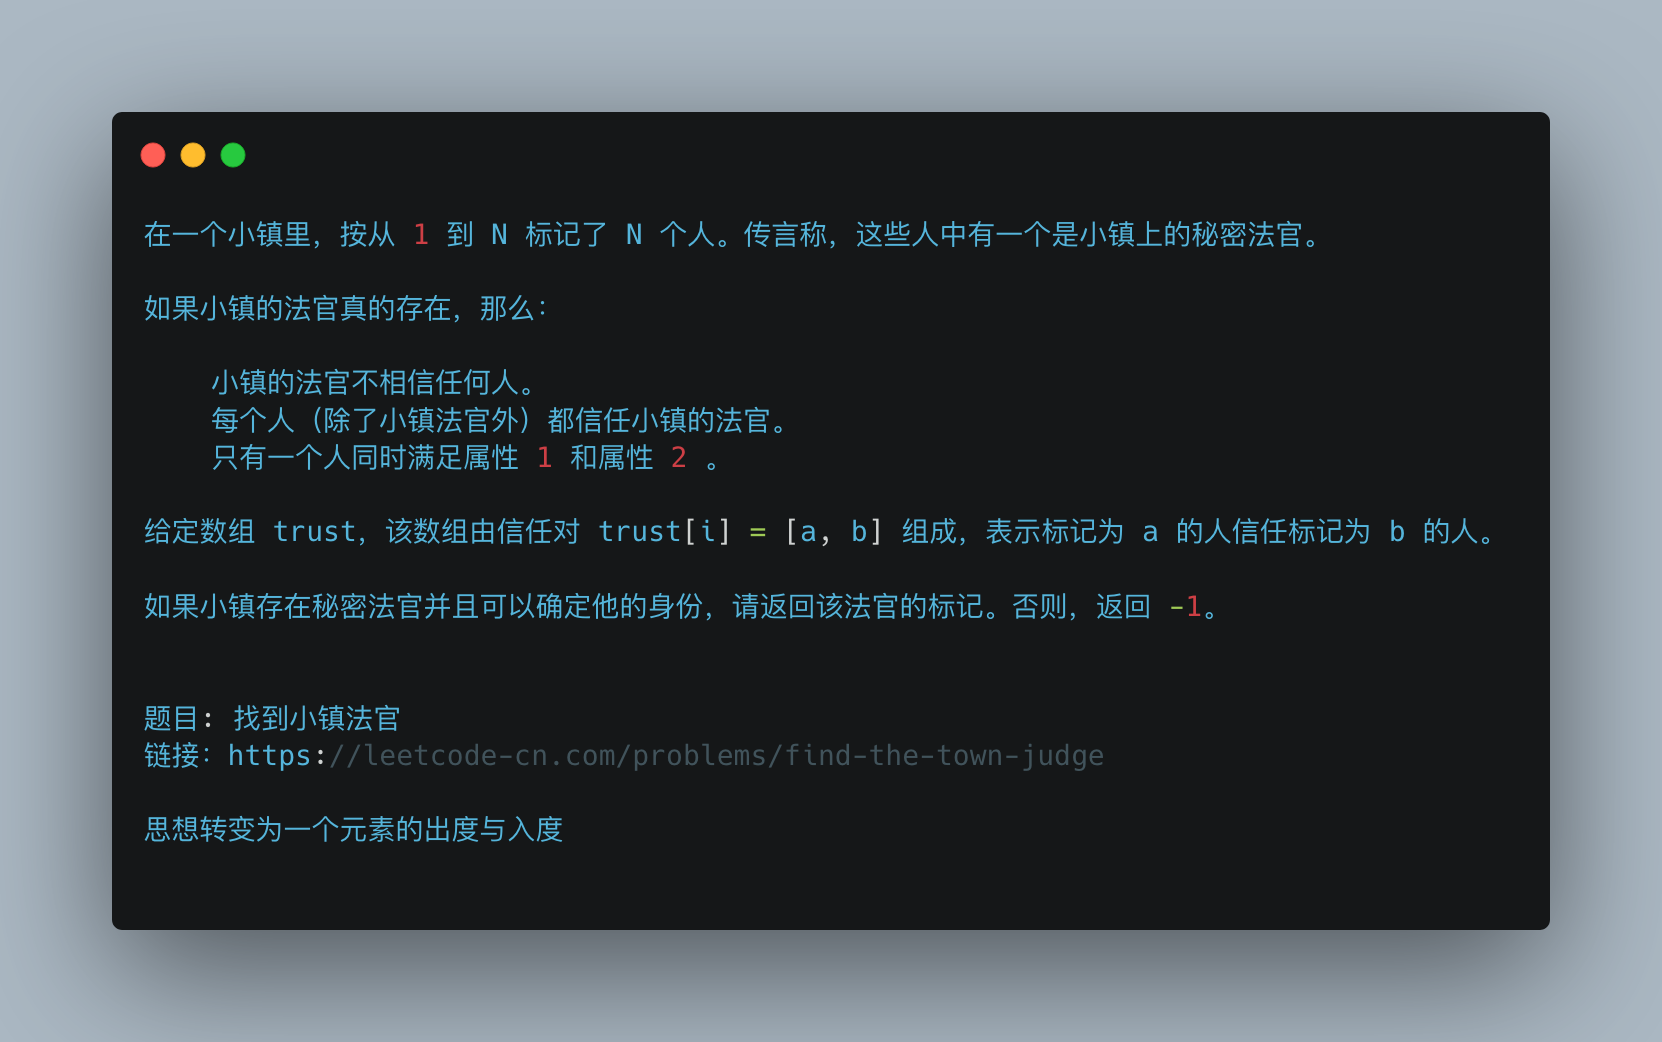 在一个小镇里，按从 1 到 N 标记了 N 个人。传言称，这些人中有一个是小镇上的秘密法官。
如果小镇的法官真的存在，那么：
小镇的法官不相信任何人。
每个人（除了小镇法官外）都信任小镇的法官。
只有一个人同时满足属性 1 和属性 2 。
给定数组 trust，该数组由信任对 trust[i] = [a, b] 组成，表示标记为 a 的人信任标记为 b 的人。
如果小镇存在秘密法官并且可以确定他的身份，请返回该法官的标记。否则，返回 -1。
题目: 找到小镇法官
链接：https://leetcode-cn.com/problems/find-the-town-judge
思想转变为一个元素的出度与入度